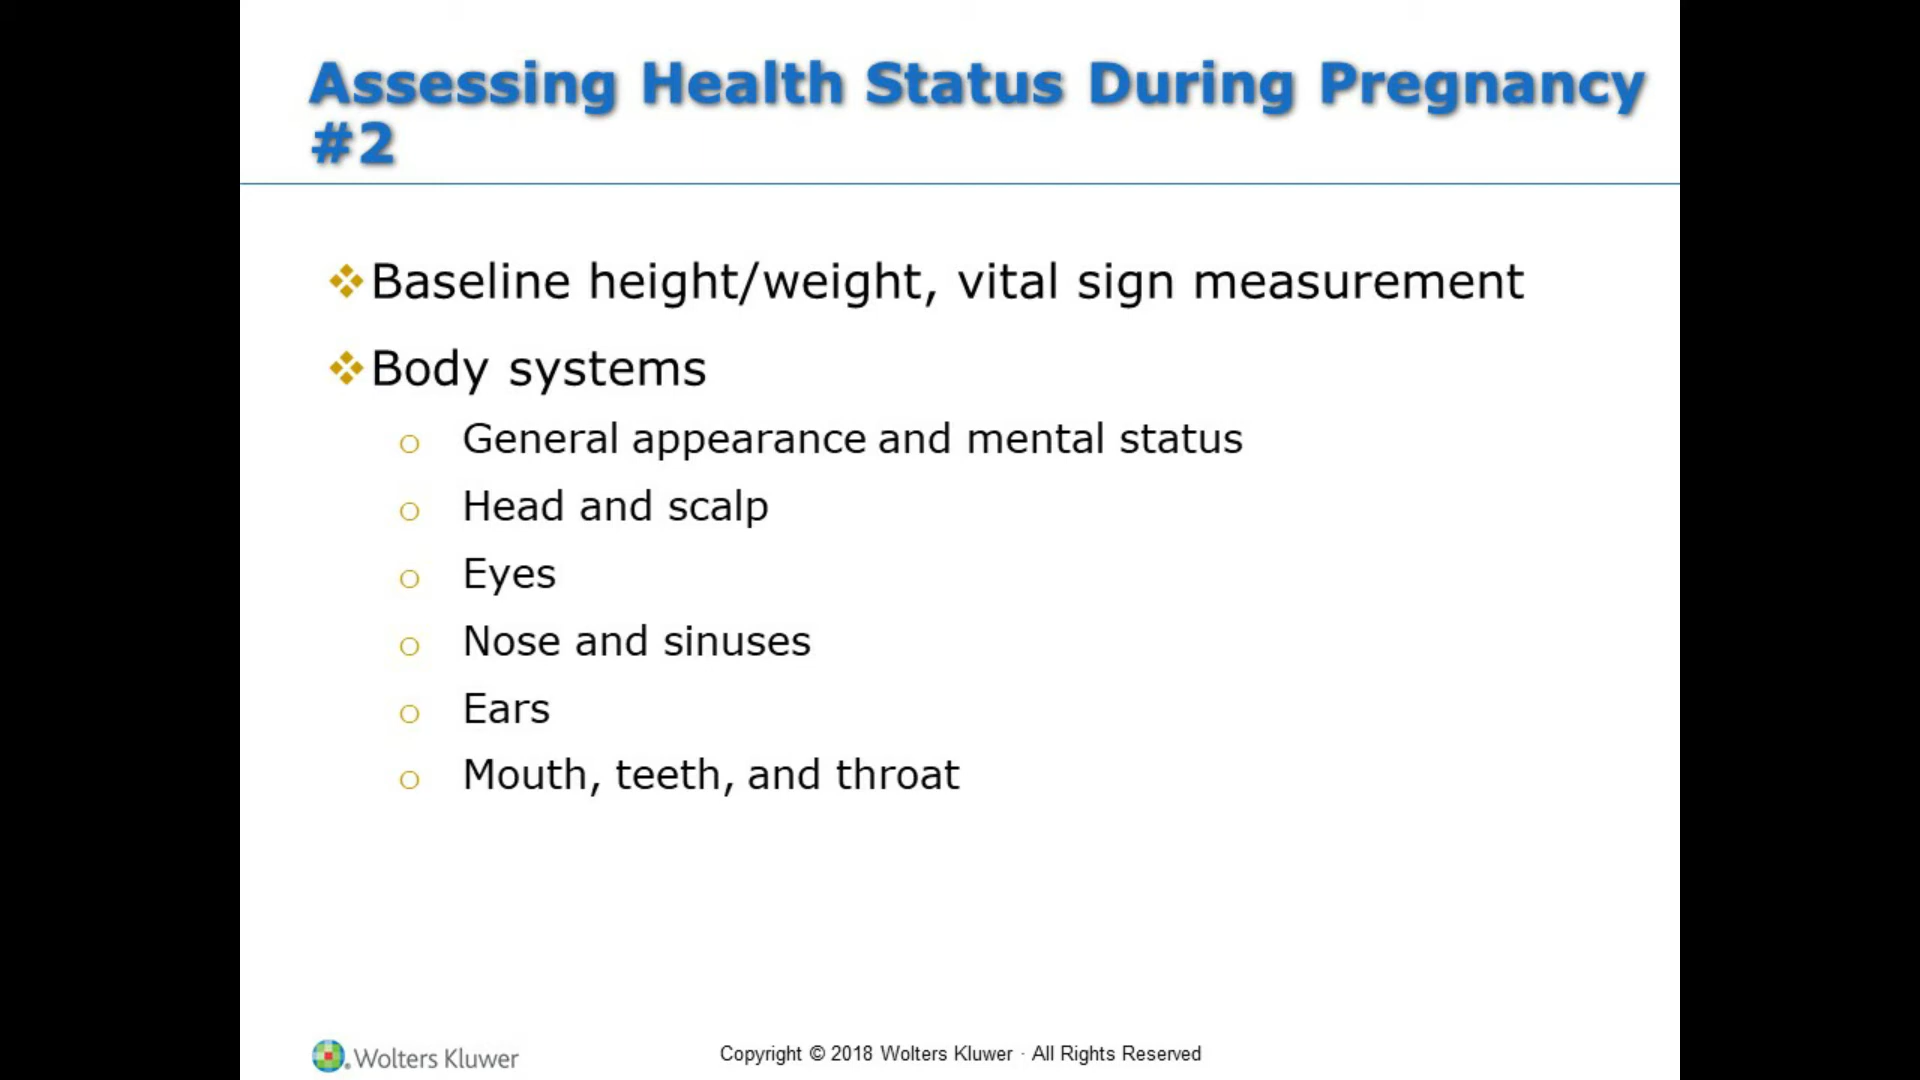 Assessing Health Status During Pregnancy
#2
Baseline height/weight, vital sign measurement
Body systems
General appearance and mental status
Head and scalp
Eyes
Nose and sinuses
Ears
Mouth, teeth, and throat
Wolters Kluwer
Copyright © 2018 Wolters Kluwer · All Rights Reserved